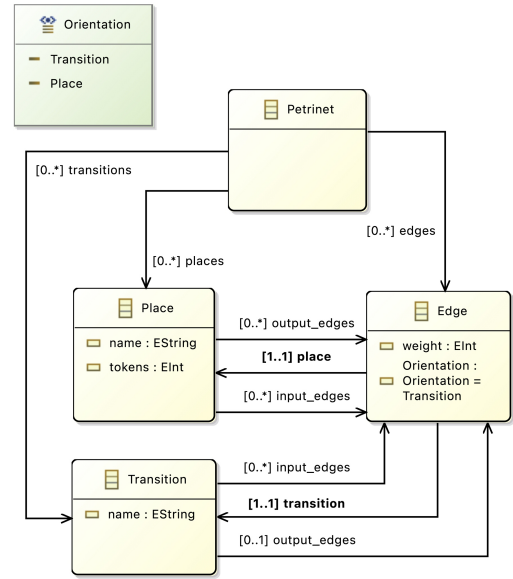 Orientation
Transition
Place
Petrinet
[0..*] transitions
[0..*] edges
[0..*] places
Place
name : EString
tokens : EInt
[0..*] output_edges
[1..1] place
[0..*] input_edges
Edge
weight : EInt
Orientation :
Orientation =
Transition
Transition
name : EString
[0..*] input_edges
[1..1] transition
[0..1] output_edges